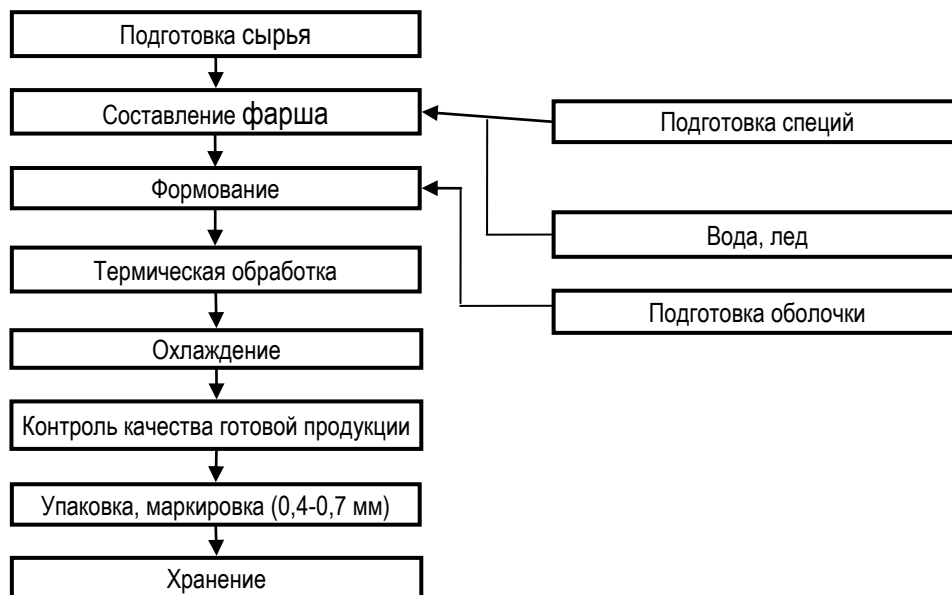 Подготовка сырья
Составление фарша
Подготовка специй
Формование
Вода, лед
Термическая обработка
Подготовка оболочки
Охлаждение
Контроль качества готовой продукции
Упаковка, маркировка (0,4-0,7 мм)
Хранение